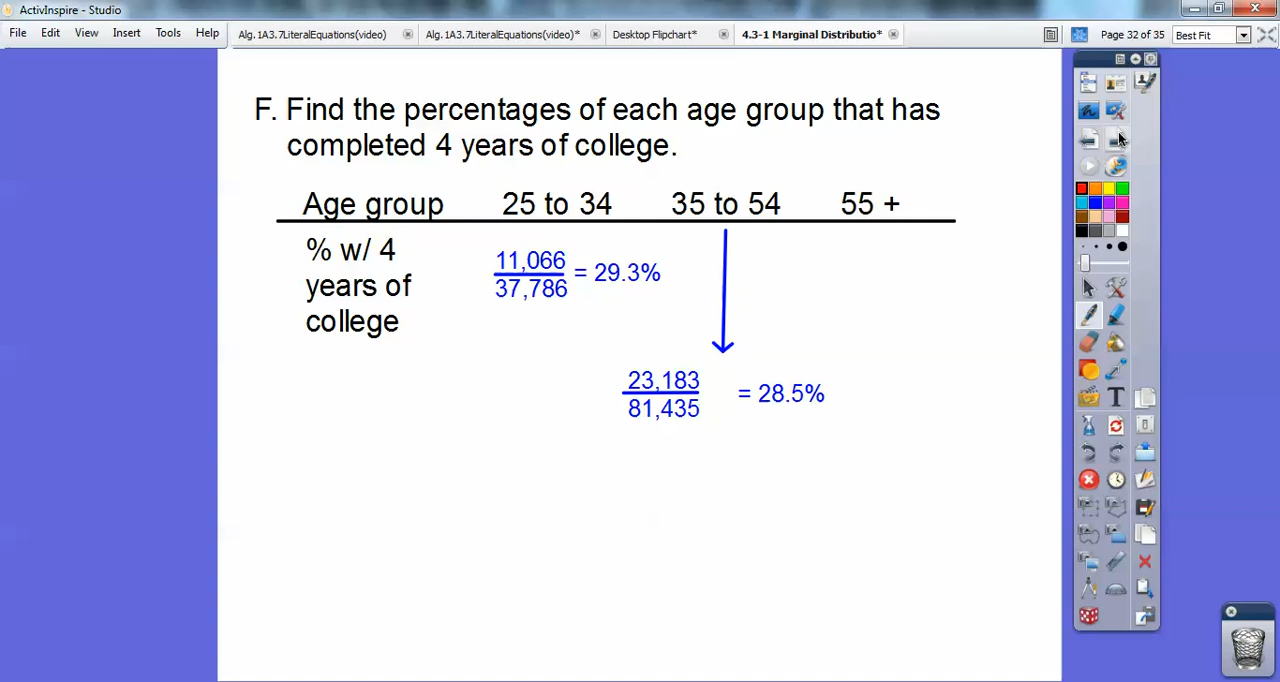 ActivInspire - Studio
File Edit View Insert Tools Help
Alg.1A3.7LiteralEquations(video) Alg.1A3.7LiteralEquations(video)* Desktop Flipchart* 4.3-1 Marginal Distributio* Page 32 of 35 Best Fit
F. Find the percentages of each age group that has
completed 4 years of college.
Age group 25 to 34 35 to 54 55 +
% w/ 4
years of
college
11,066
37,786
= 29.3%
23,183
81,435
= 28.5%